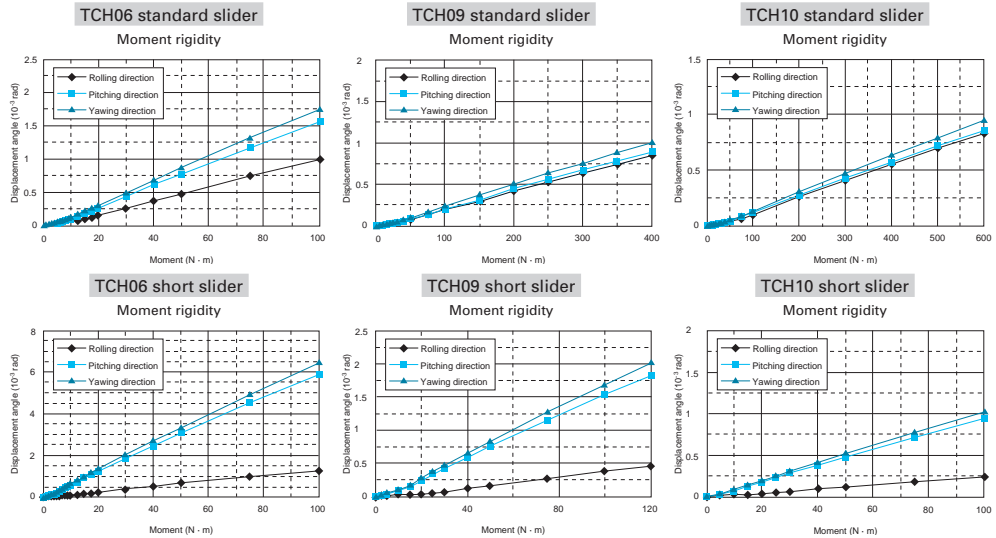 TCH06 standard slider
Moment rigidity
Displacement angle (10⁻³ rad)
2.5
2
1.5
1
0.5
0
Rolling direction
Pitching direction
Yawing direction
0 20 40 60 80 100
Moment (N · m)
TCH09 standard slider
Moment rigidity
Displacement angle (10⁻³ rad)
2
1.5
1
0.5
0
Rolling direction
Pitching direction
Yawing direction
0 100 200 300 400
Moment (N · m)
TCH10 standard slider
Moment rigidity
Displacement angle (10⁻³ rad)
1.5
1
0.5
0
Rolling direction
Pitching direction
Yawing direction
0 100 200 300 400 500 600
Moment (N · m)
TCH06 short slider
Moment rigidity
Displacement angle (10⁻³ rad)
8
6
4
2
0
Rolling direction
Pitching direction
Yawing direction
0 20 40 60 80 100
Moment (N · m)
TCH09 short slider
Moment rigidity
Displacement angle (10⁻³ rad)
2.5
2
1.5
1
0.5
0
Rolling direction
Pitching direction
Yawing direction
0 20 40 60 80 100 120
Moment (N · m)
TCH10 short slider
Moment rigidity
Displacement angle (10⁻³ rad)
2
1.5
1
0.5
0
Rolling direction
Pitching direction
Yawing direction
0 20 40 60 80 100
Moment (N · m)